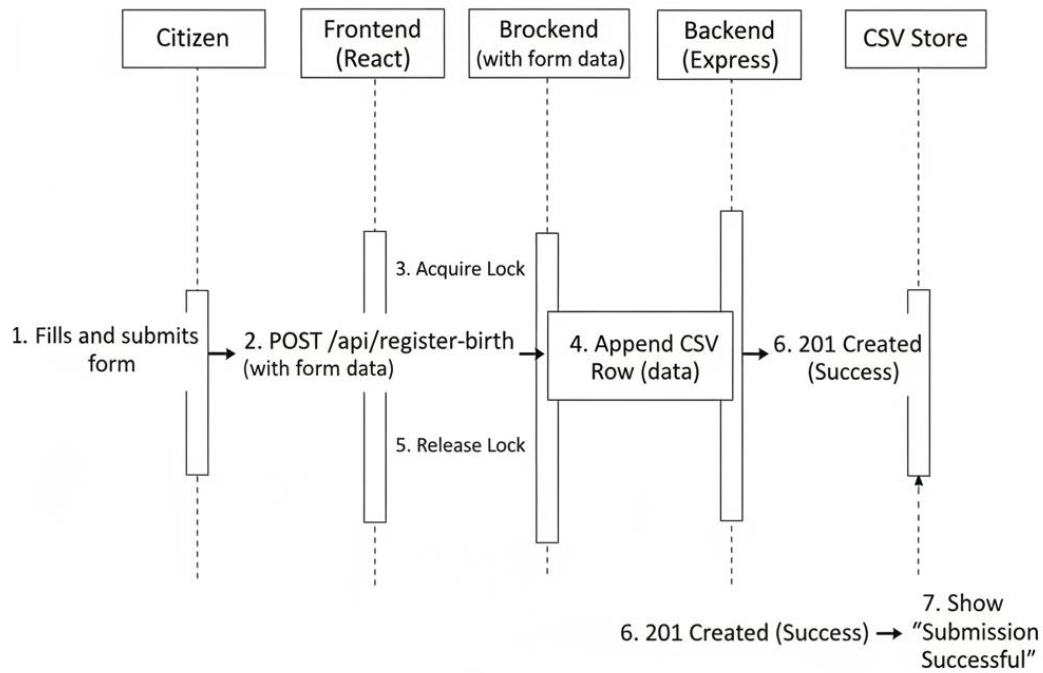 Citizen
Frontend
(React)
Brockend
(with form data)
Backend
(Express)
CSV Store
3. Acquire Lock
1. Fills and submits
form
2. POST /api/register-birth
(with form data)
4. Append CSV
Row (data)
6. 201 Created
(Success)
5. Release Lock
6. 201 Created (Success)
7. Show
"Submission
Successful"